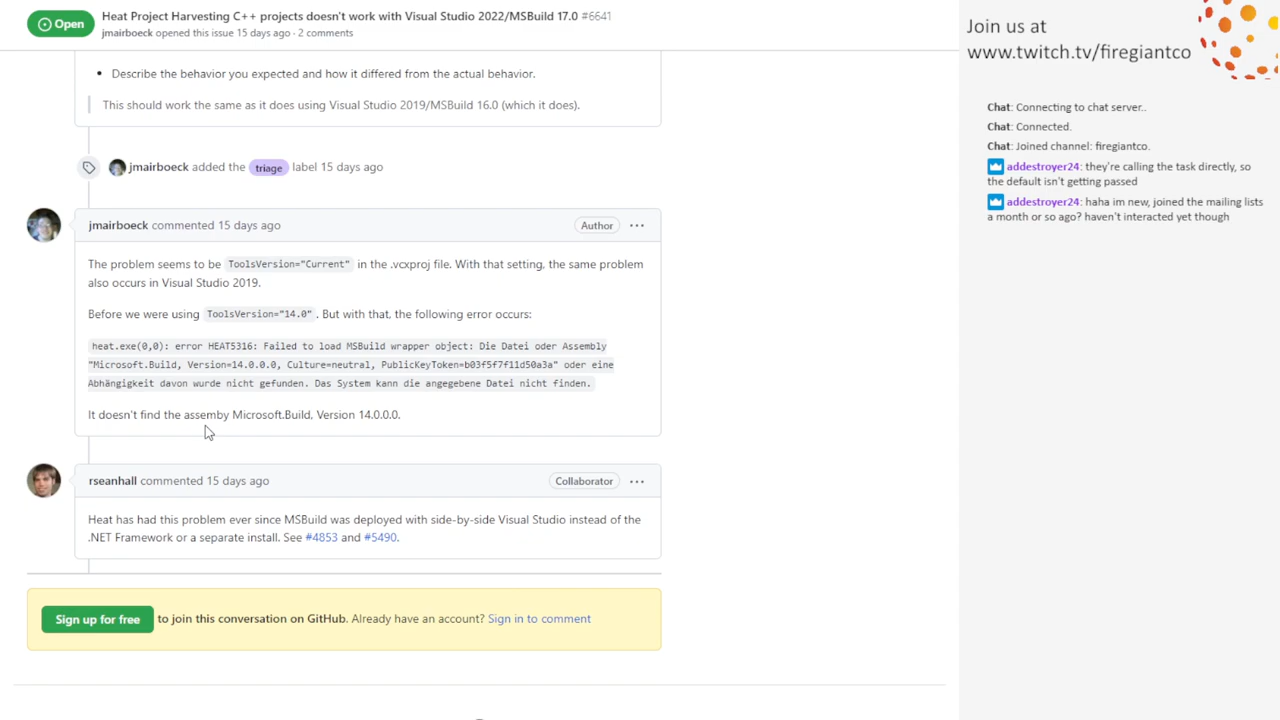 Open
Heat Project Harvesting C++ projects doesn't work with Visual Studio 2022/MSBuild 17.0 #6641
jmairboeck opened this issue 15 days ago · 2 comments
• Describe the behavior you expected and how it differed from the actual behavior.
This should work the same as it does using Visual Studio 2019/MSBuild 16.0 (which it does).
jmairboeck added the triage label 15 days ago
jmairboeck commented 15 days ago
Author ···
The problem seems to be ToolsVersion="Current" in the .vcxproj file. With that setting, the same problem
also occurs in Visual Studio 2019.
Before we were using ToolsVersion="14.0". But with that, the following error occurs:
heat.exe(0,0): error HEAT5316: Failed to load MSBuild wrapper object: Die Datei oder Assembly
"Microsoft.Build, Version=14.0.0.0, Culture=neutral, PublicKeyToken=b03f5f7f11d50a3a" oder eine
Abhängigkeit davon wurde nicht gefunden. Das System kann die angegebene Datei nicht finden.
It doesn't find the assemby Microsoft.Build, Version 14.0.0.0.
rseanhall commented 15 days ago
Collaborator ···
Heat has had this problem ever since MSBuild was deployed with side-by-side Visual Studio instead of the
.NET Framework or a separate install. See #4853 and #5490.
Sign up for free to join this conversation on GitHub. Already have an account? Sign in to comment
Join us at
www.twitch.tv/firegiantco
Chat: Connecting to chat server..
Chat: Connected.
Chat: Joined channel: firegiantco.
addestroyer24: they're calling the task directly, so
the default isn't getting passed
addestroyer24: haha im new, joined the mailing lists
a month or so ago? haven't interacted yet though